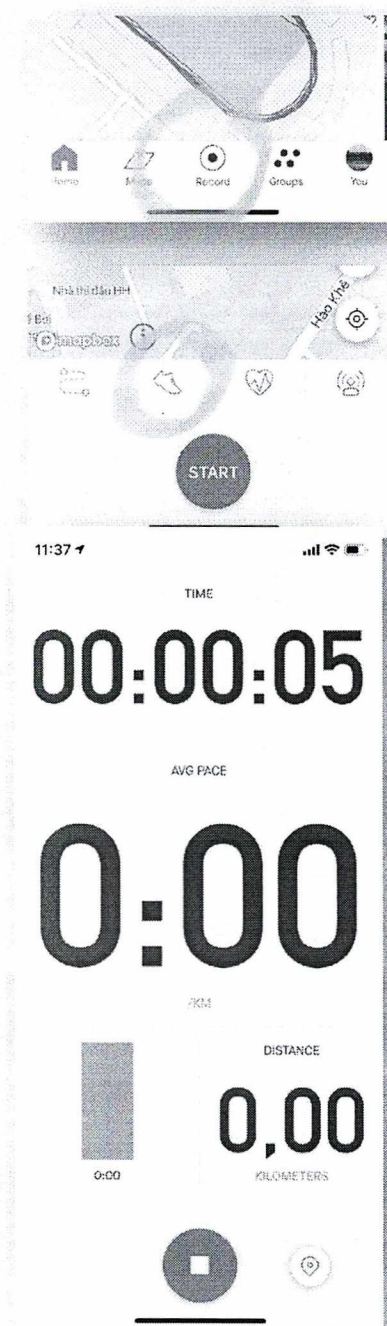 Home Maps Record Groups You
Nhà thi đấu HH
Hào Khê
mapbox
START
11:37
TIME
00:00:05
AVG PACE
0:00
/KM
DISTANCE
0,00
0:00
KILOMETERS